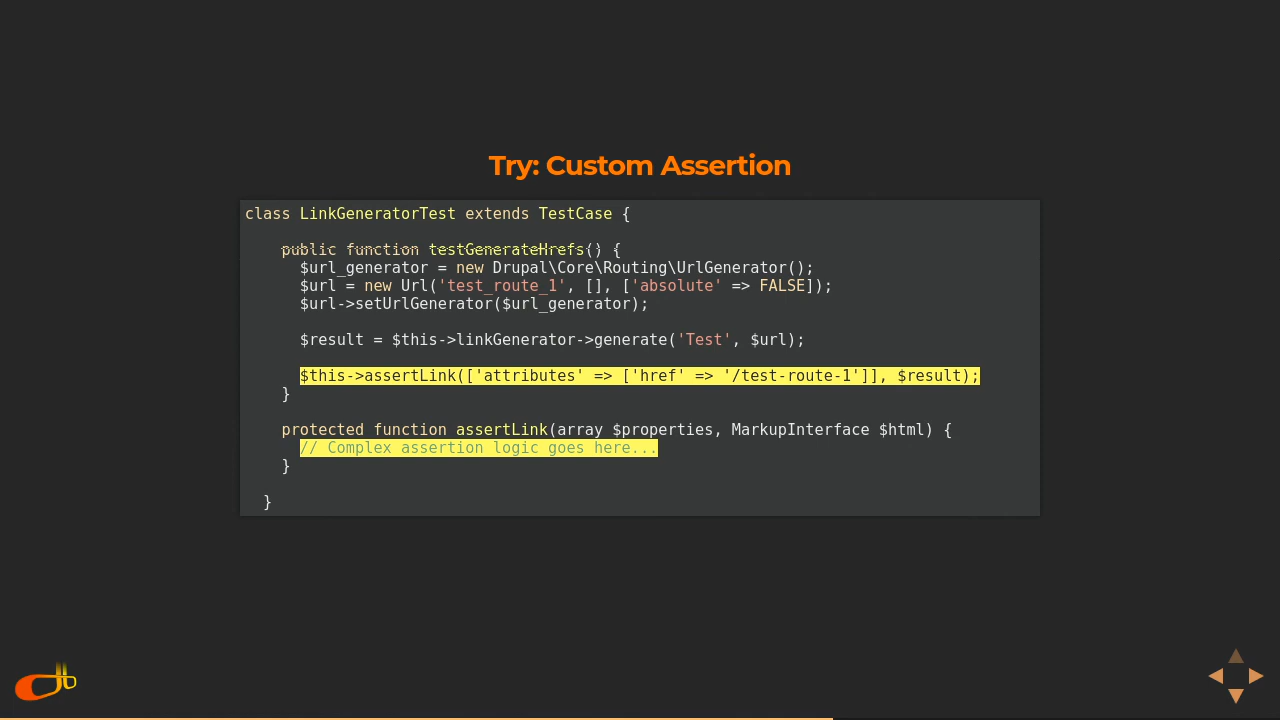 Try: Custom Assertion
class LinkGeneratorTest extends TestCase {
public function testGenerateHrefs() {
$url_generator = new Drupal\Core\Routing\UrlGenerator();
$url = new Url('test_route_1', [], ['absolute' => FALSE]);
$url->setUrlGenerator($url_generator);
$result = $this->linkGenerator->generate('Test', $url);
$this->assertLink(['attributes' => ['href' => '/test-route-1']], $result);
}
protected function assertLink(array $properties, MarkupInterface $html) {
// Complex assertion logic goes here...
}
}